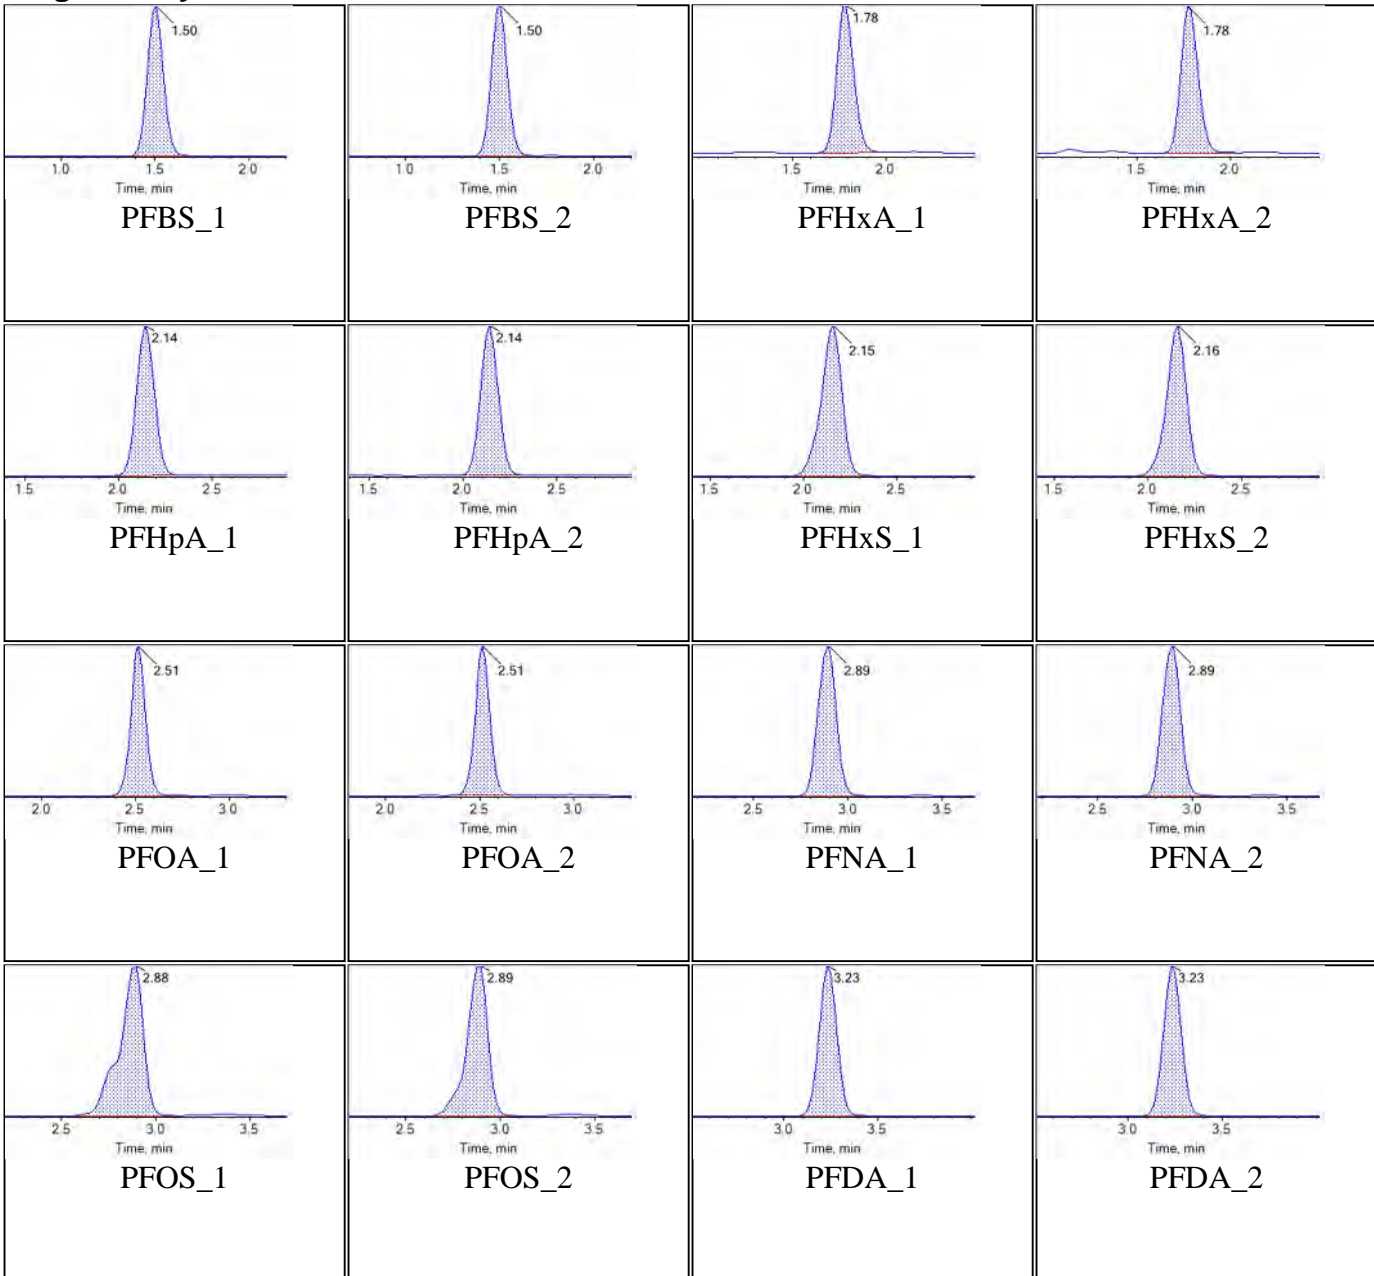 1.50 1.50 1.78 1.78
1.0 1.5 2.0 1.0 1.5 2.0 1.5 2.0 1.5 2.0
Time, min Time, min Time, min Time, min
PFBS_1 PFBS_2 PFHxA_1 PFHxA_2
2.14 2.14 2.15 2.16
1.5 2.0 2.5 1.5 2.0 2.5 1.5 2.0 2.5 1.5 2.0 2.5
Time, min Time, min Time, min Time, min
PFHpA_1 PFHpA_2 PFHxS_1 PFHxS_2
2.51 2.51 2.89 2.89
2.0 2.5 3.0 2.0 2.5 3.0 2.5 3.0 3.5 2.5 3.0 3.5
Time, min Time, min Time, min Time, min
PFOA_1 PFOA_2 PFNA_1 PFNA_2
2.88 2.89 3.23 3.23
2.5 3.0 3.5 2.5 3.0 3.5 3.0 3.5 3.0 3.5
Time, min Time, min Time, min Time, min
PFOS_1 PFOS_2 PFDA_1 PFDA_2